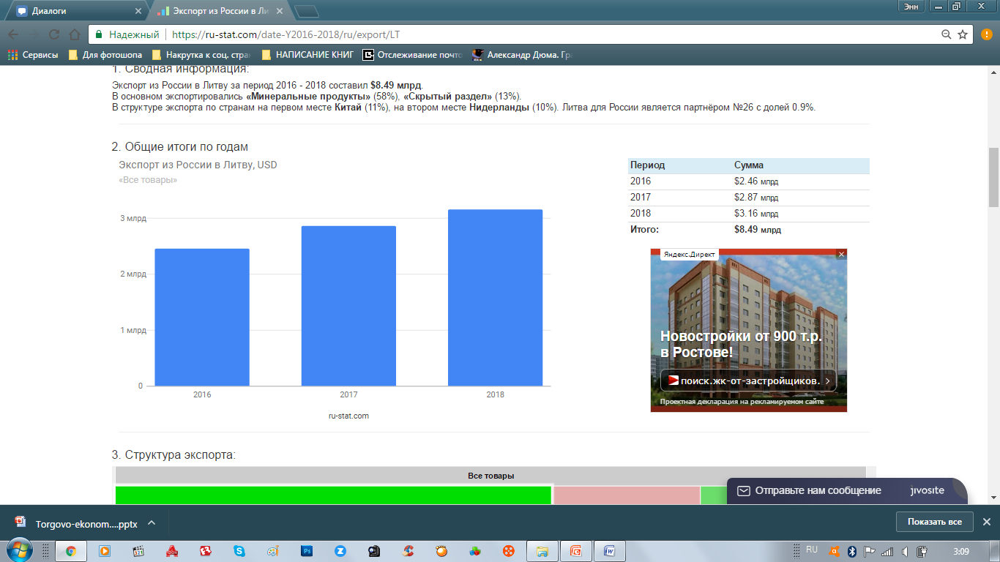 Диалоги
Экспорт из России в Ли
Энн
Надежный
https://ru-stat.com/date-Y2016-2018/ru/export/LT
Сервисы
Для фотошопа
Накрутка к соц. стра
НАПИСАНИЕ КНИГ
Отслеживание почто
Александр Дюма. Гра
1. Сводная информация:
Экспорт из России в Литву за период 2016 - 2018 составил $8.49 млрд.
В основном экспортировались «Минеральные продукты» (58%), «Скрытый раздел» (13%).
В структуре экспорта по странам на первом месте Китай (11%), на втором месте Нидерланды (10%). Литва для России является партнёром №26 с долей 0.9%.
2. Общие итоги по годам
Экспорт из России в Литву, USD
«Все товары»
3 млрд
2 млрд
1 млрд
0
2016
2017
2018
ru-stat.com
Период Сумма
2016 $2.46 млрд
2017 $2.87 млрд
2018 $3.16 млрд
Итого: $8.49 млрд
Яндекс.Директ
Новостройки от 900 т.р.
в Ростове!
поиск.жк-от-застройщиков.
Проектная декларация на рекламируемом сайте
3. Структура экспорта:
Все товары
Отправьте нам сообщение
jivosite
Torgovo-ekonom....pptx
Показать все
RU
3:09